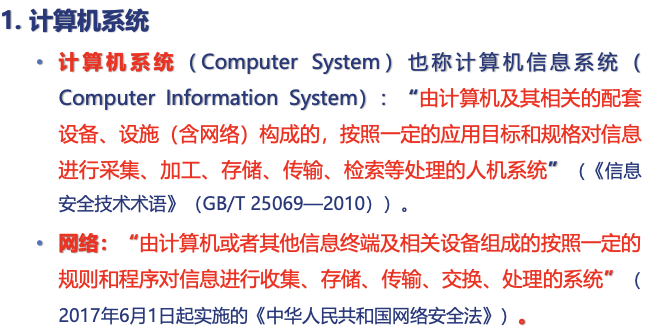 1. 计算机系统
• 计算机系统（Computer System）也称计算机信息系统（
Computer Information System）：“由计算机及其相关的配套
设备、设施（含网络）构成的，按照一定的应用目标和规格对信息
进行采集、加工、存储、传输、检索等处理的人机系统”（《信息
安全技术术语》（GB/T 25069—2010））。
• 网络：“由计算机或者其他信息终端及相关设备组成的按照一定的
规则和程序对信息进行收集、存储、传输、交换、处理的系统”（
2017年6月1日起实施的《中华人民共和国网络安全法》）。